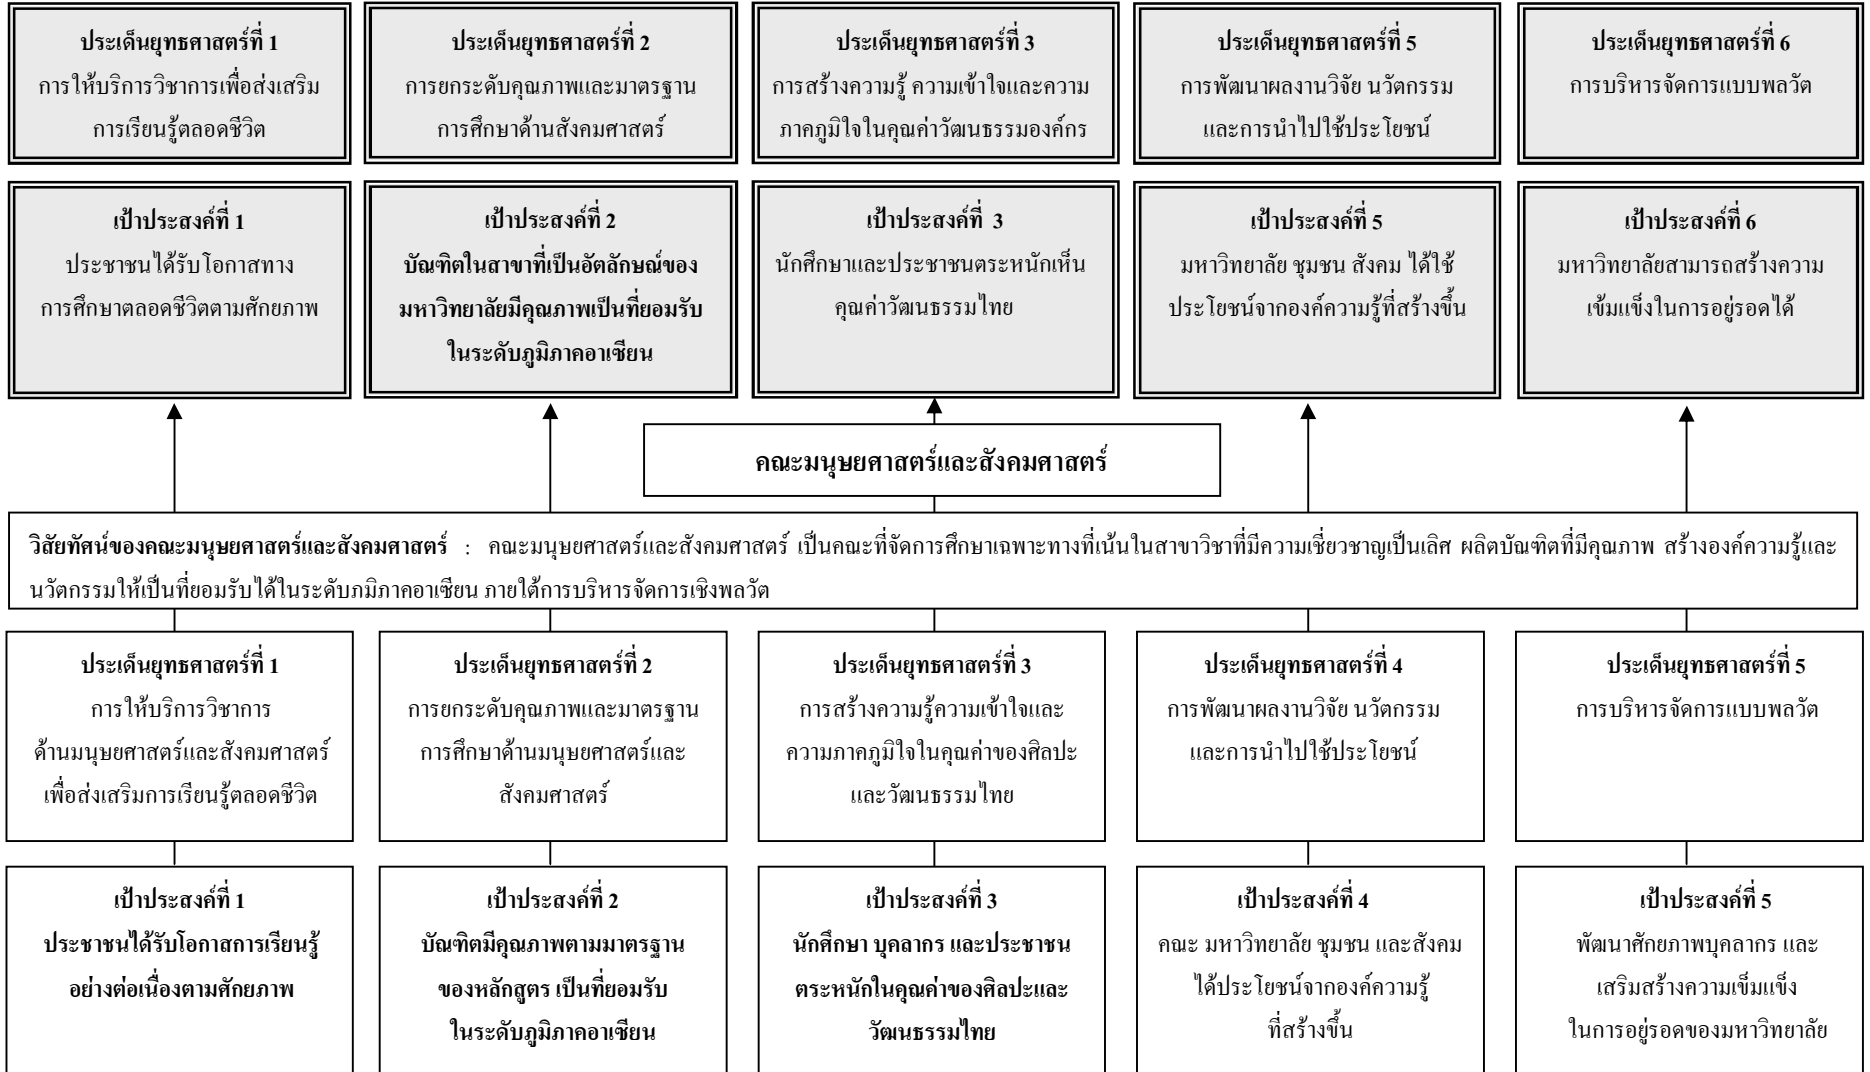 ประเด็นยุทธศาสตร์ที่ 1
การให้บริการวิชาการเพื่อส่งเสริม
การเรียนรู้ตลอดชีวิต
ประเด็นยุทธศาสตร์ที่ 2
การยกระดับคุณภาพและมาตรฐาน
การศึกษาด้านสังคมศาสตร์
ประเด็นยุทธศาสตร์ที่ 3
การสร้างความรู้ ความเข้าใจและความ
ภาคภูมิใจในคุณค่าวัฒนธรรมองค์กร
ประเด็นยุทธศาสตร์ที่ 5
การพัฒนาผลงานวิจัย นวัตกรรม
และการนำไปใช้ประโยชน์
ประเด็นยุทธศาสตร์ที่ 6
การบริหารจัดการแบบพลวัต
เป้าประสงค์ที่ 1
ประชาชนได้รับโอกาสทาง
การศึกษาตลอดชีวิตตามศักยภาพ
เป้าประสงค์ที่ 2
บัณฑิตในสาขาที่เป็นอัตลักษณ์ของ
มหาวิทยาลัยมีคุณภาพเป็นที่ยอมรับ
ในระดับภูมิภาคอาเซียน
เป้าประสงค์ที่ 3
นักศึกษาและประชาชนตระหนักเห็น
คุณค่าวัฒนธรรมไทย
เป้าประสงค์ที่ 5
มหาวิทยาลัย ชุมชน สังคม ได้ใช้
ประโยชน์จากองค์ความรู้ที่สร้างขึ้น
เป้าประสงค์ที่ 6
มหาวิทยาลัยสามารถสร้างความ
เข้มแข็งในการอยู่รอดได้
คณะมนุษยศาสตร์และสังคมศาสตร์
วิสัยทัศน์ของคณะมนุษยศาสตร์และสังคมศาสตร์ : คณะมนุษยศาสตร์และสังคมศาสตร์ เป็นคณะที่จัดการศึกษาเฉพาะทางที่เน้นในสาขาวิชาที่มีความเชี่ยวชาญเป็นเลิศ ผลิตบัณฑิตที่มีคุณภาพ สร้างองค์ความรู้และ
นวัตกรรมให้เป็นที่ยอมรับได้ในระดับภมิภาคอาเซียน ภายใต้การบริหารจัดการเชิงพลวัต
ประเด็นยุทธศาสตร์ที่ 1
การให้บริการวิชาการ
ด้านมนุษยศาสตร์และสังคมศาสตร์
เพื่อส่งเสริมการเรียนรู้ตลอดชีวิต
ประเด็นยุทธศาสตร์ที่ 2
การยกระดับคุณภาพและมาตรฐาน
การศึกษาด้านมนุษยศาสตร์และ
สังคมศาสตร์
ประเด็นยุทธศาสตร์ที่ 3
การสร้างความรู้ความเข้าใจและ
ความภาคภูมิใจในคุณค่าของศิลปะ
และวัฒนธรรมไทย
ประเด็นยุทธศาสตร์ที่ 4
การพัฒนาผลงานวิจัย นวัตกรรม
และการนำไปใช้ประโยชน์
ประเด็นยุทธศาสตร์ที่ 5
การบริหารจัดการแบบพลวัต
เป้าประสงค์ที่ 1
ประชาชนได้รับโอกาสการเรียนรู้
อย่างต่อเนื่องตามศักยภาพ
เป้าประสงค์ที่ 2
บัณฑิตมีคุณภาพตามมาตรฐาน
ของหลักสูตร เป็นที่ยอมรับ
ในระดับภูมิภาคอาเซียน
เป้าประสงค์ที่ 3
นักศึกษา บุคลากร และประชาชน
ตระหนักในคุณค่าของศิลปะและ
วัฒนธรรมไทย
เป้าประสงค์ที่ 4
คณะ มหาวิทยาลัย ชุมชน และสังคม
ได้ประโยชน์จากองค์ความรู้
ที่สร้างขึ้น
เป้าประสงค์ที่ 5
พัฒนาศักยภาพบุคลากร และ
เสริมสร้างความเข็มแข็ง
ในการอยู่รอดของมหาวิทยาลัย